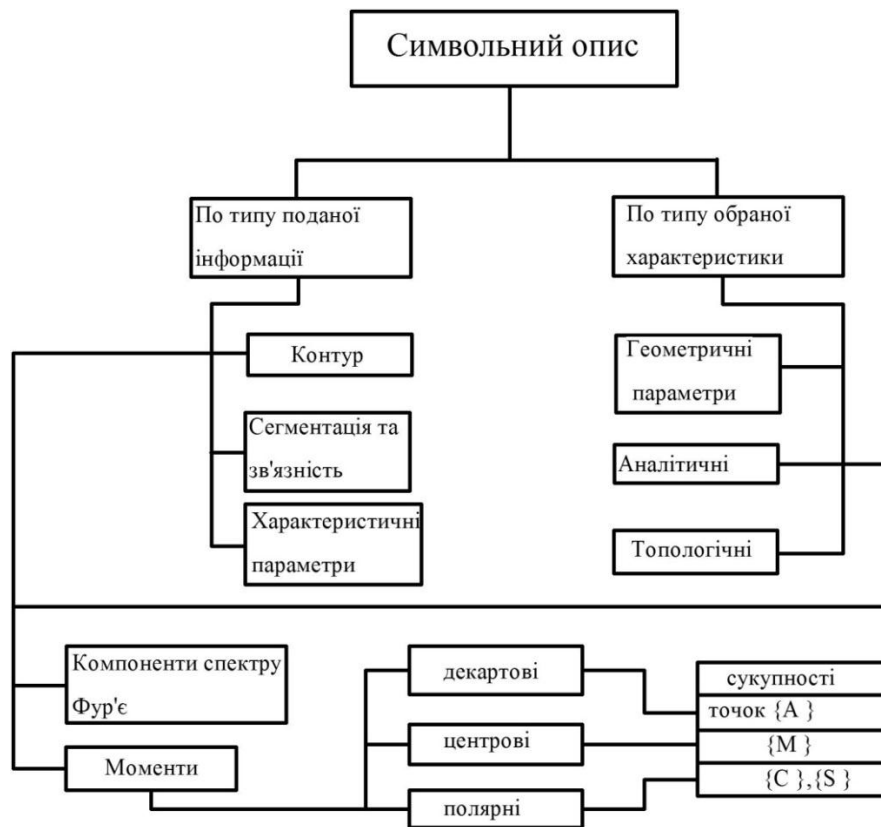 Символьний опис
По типу поданої
інформації
По типу обраної
характеристики
Контур
Сегментація та
зв'язність
Характеристичні
параметри
Геометричні
параметри
Аналітичні
Топологічні
Компоненти спектру
Фур'є
Моменти
декартові
центрові
полярні
сукупності
точок {А }
{М }
{С },{S }